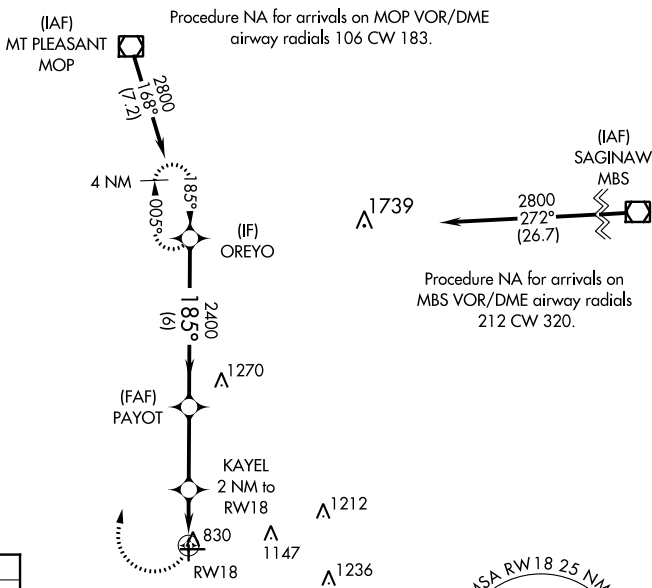 (IAF)
MT PLEASANT
MOP
Procedure NA for arrivals on MOP VOR/DME
airway radials 106 CW 183.
2800
168°
(7.2)
4 NM
185°
005°
(IF)
OREYO
1739
(IAF)
SAGINAW
MBS
2800
272°
(26.7)
Procedure NA for arrivals on
MBS VOR/DME airway radials
212 CW 320.
2400
185°
(6)
1270
(FAF)
PAYOT
KAYEL
2 NM to
RW18
1212
830
1147
RW18
1236
MSA RW18 25 NM